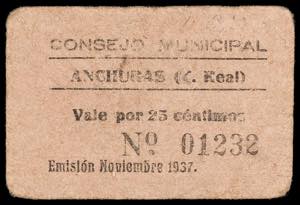 CONSEJO MUNICIPAL
ANCHURAS (C. Real)
Vale por 25 céntimos
Nº 01232
Emisión Noviembre 1937.